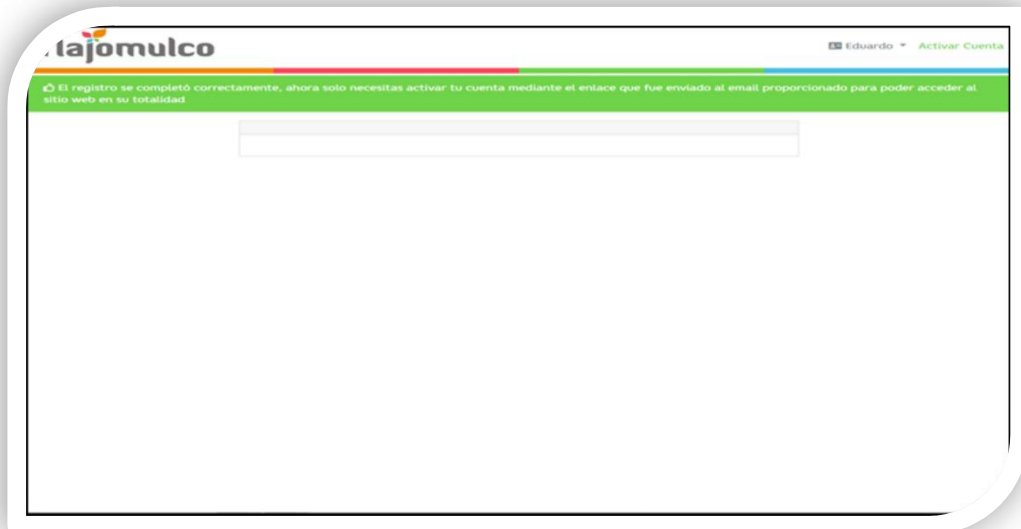 Tlajomulco
Eduardo Activar Cuenta
El registro se completó correctamente, ahora solo necesitas activar tu cuenta mediante el enlace que fue enviado al email proporcionado para poder acceder al
sitio web en su totalidad